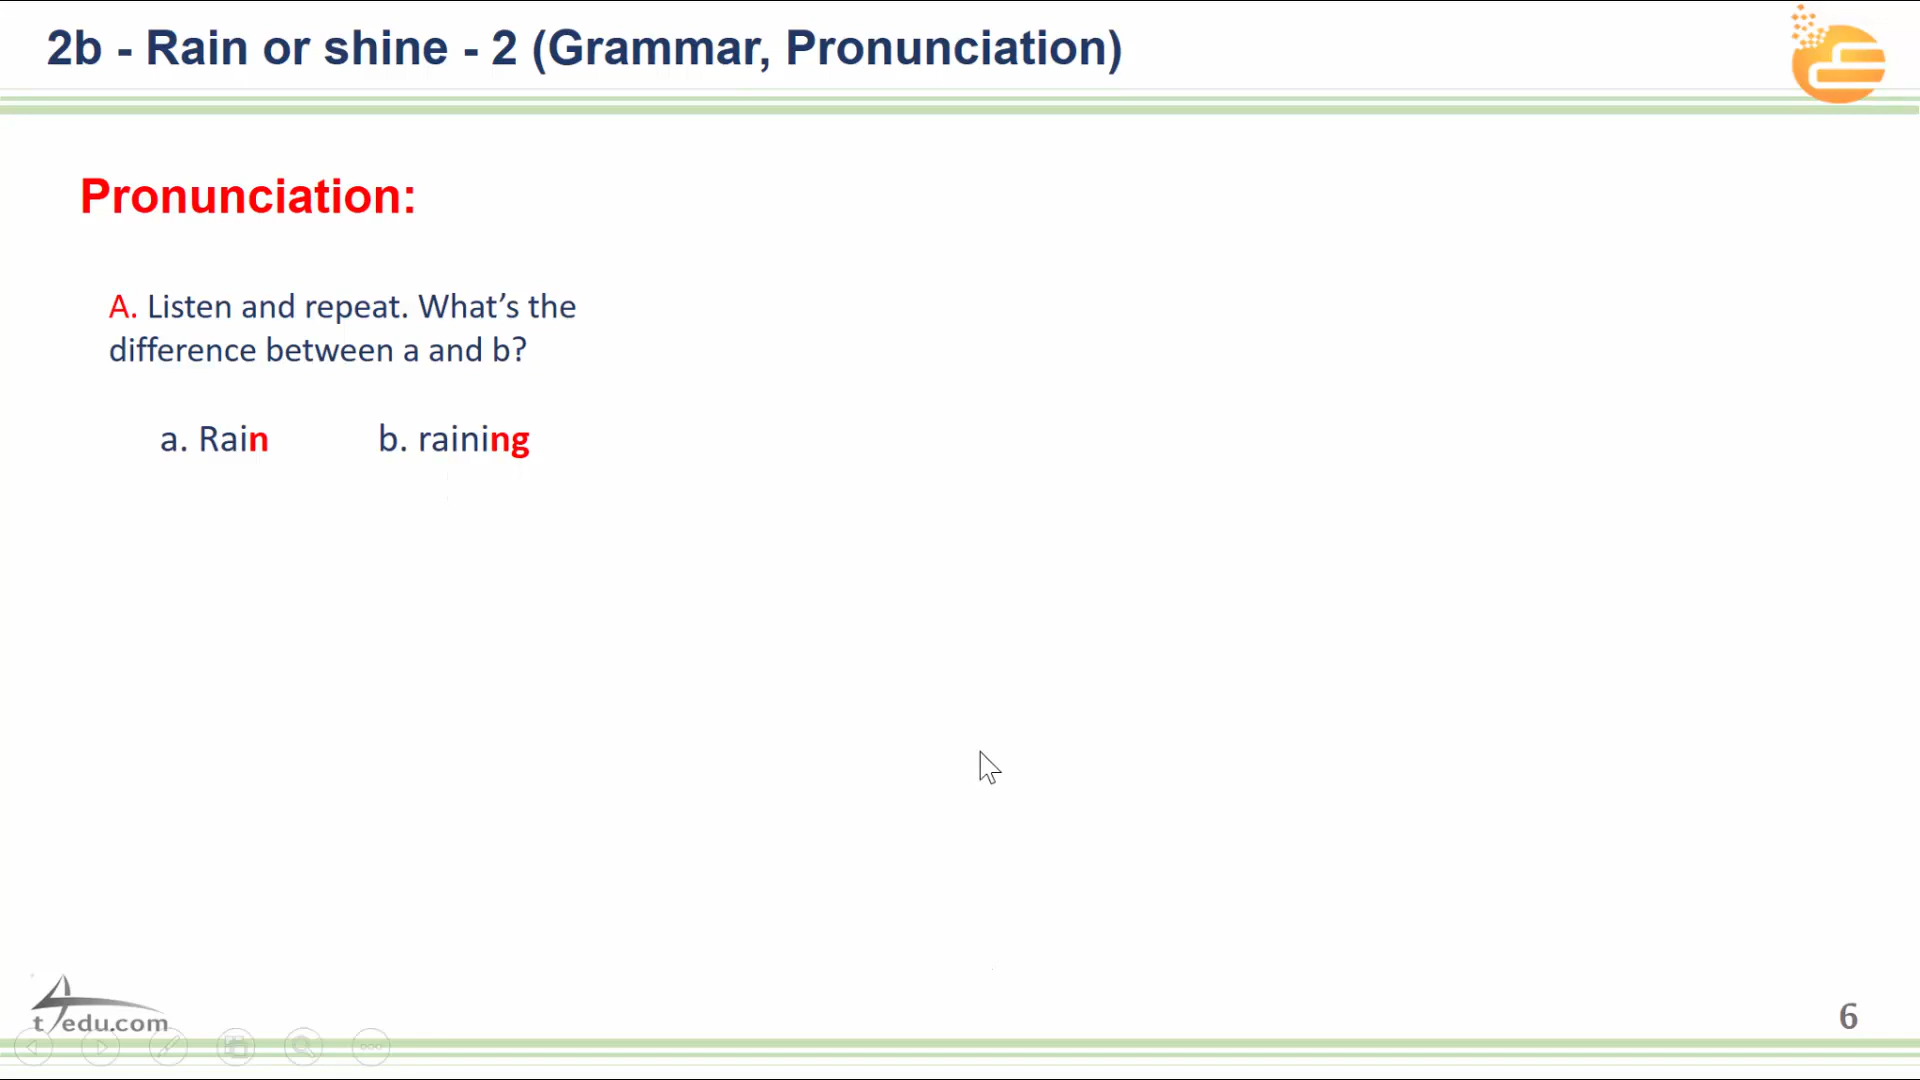 2b - Rain or shine - 2 (Grammar, Pronunciation)
Pronunciation:
A. Listen and repeat. What’s the
difference between a and b?
a. Rain b. raining
t4edu.com
6